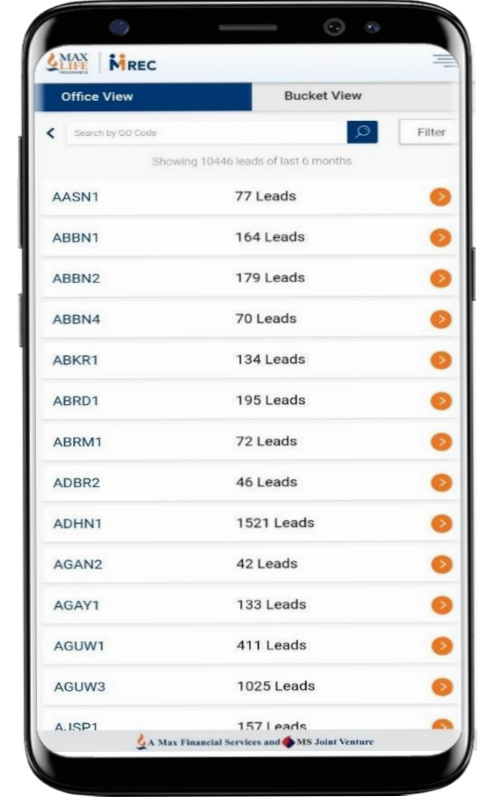 MAX
LIFE
INSURANCE
MREC
Office View
Bucket View
Search by GO Code
Filter
Showing 10446 leads of last 6 months
AASN1 77 Leads
ABBN1 164 Leads
ABBN2 179 Leads
ABBN4 70 Leads
ABKR1 134 Leads
ABRD1 195 Leads
ABRM1 72 Leads
ADBR2 46 Leads
ADHN1 1521 Leads
AGAN2 42 Leads
AGAY1 133 Leads
AGUW1 411 Leads
AGUW3 1025 Leads
AJSP1 157 Leads
A Max Financial Services and MS Joint Venture